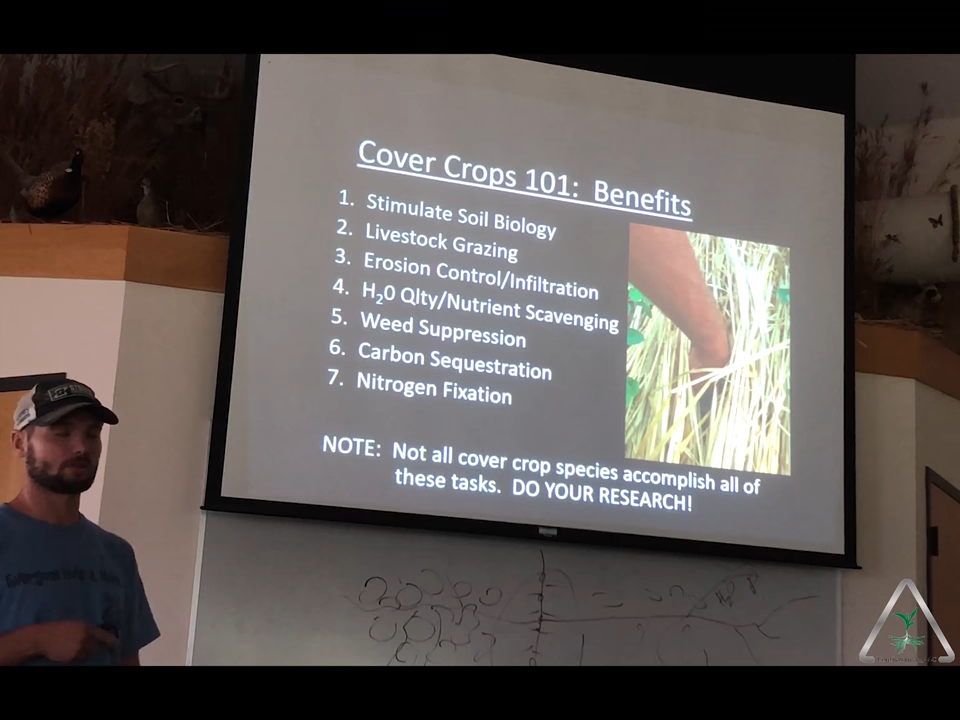 Cover Crops 101: Benefits
1. Stimulate Soil Biology
2. Livestock Grazing
3. Erosion Control/Infiltration
4. H₂0 Qlty/Nutrient Scavenging
5. Weed Suppression
6. Carbon Sequestration
7. Nitrogen Fixation
NOTE: Not all cover crop species accomplish all of
these tasks. DO YOUR RESEARCH!